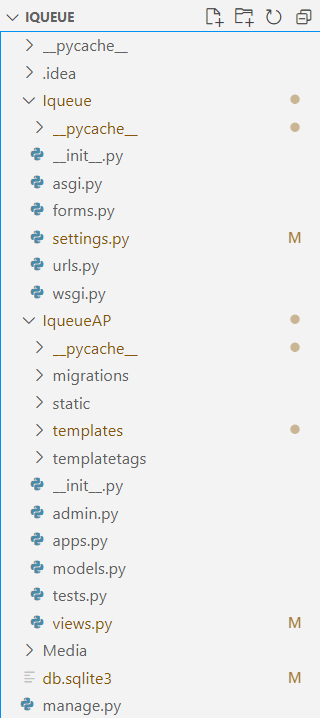 IQUEUE
__pycache__
.idea
Iqueue
__pycache__
__init__.py
asgi.py
forms.py
settings.py M
urls.py
wsgi.py
IqueueAP
__pycache__
migrations
static
templates
templatetags
__init__.py
admin.py
apps.py
models.py
tests.py
views.py M
Media
db.sqlite3 M
manage.py